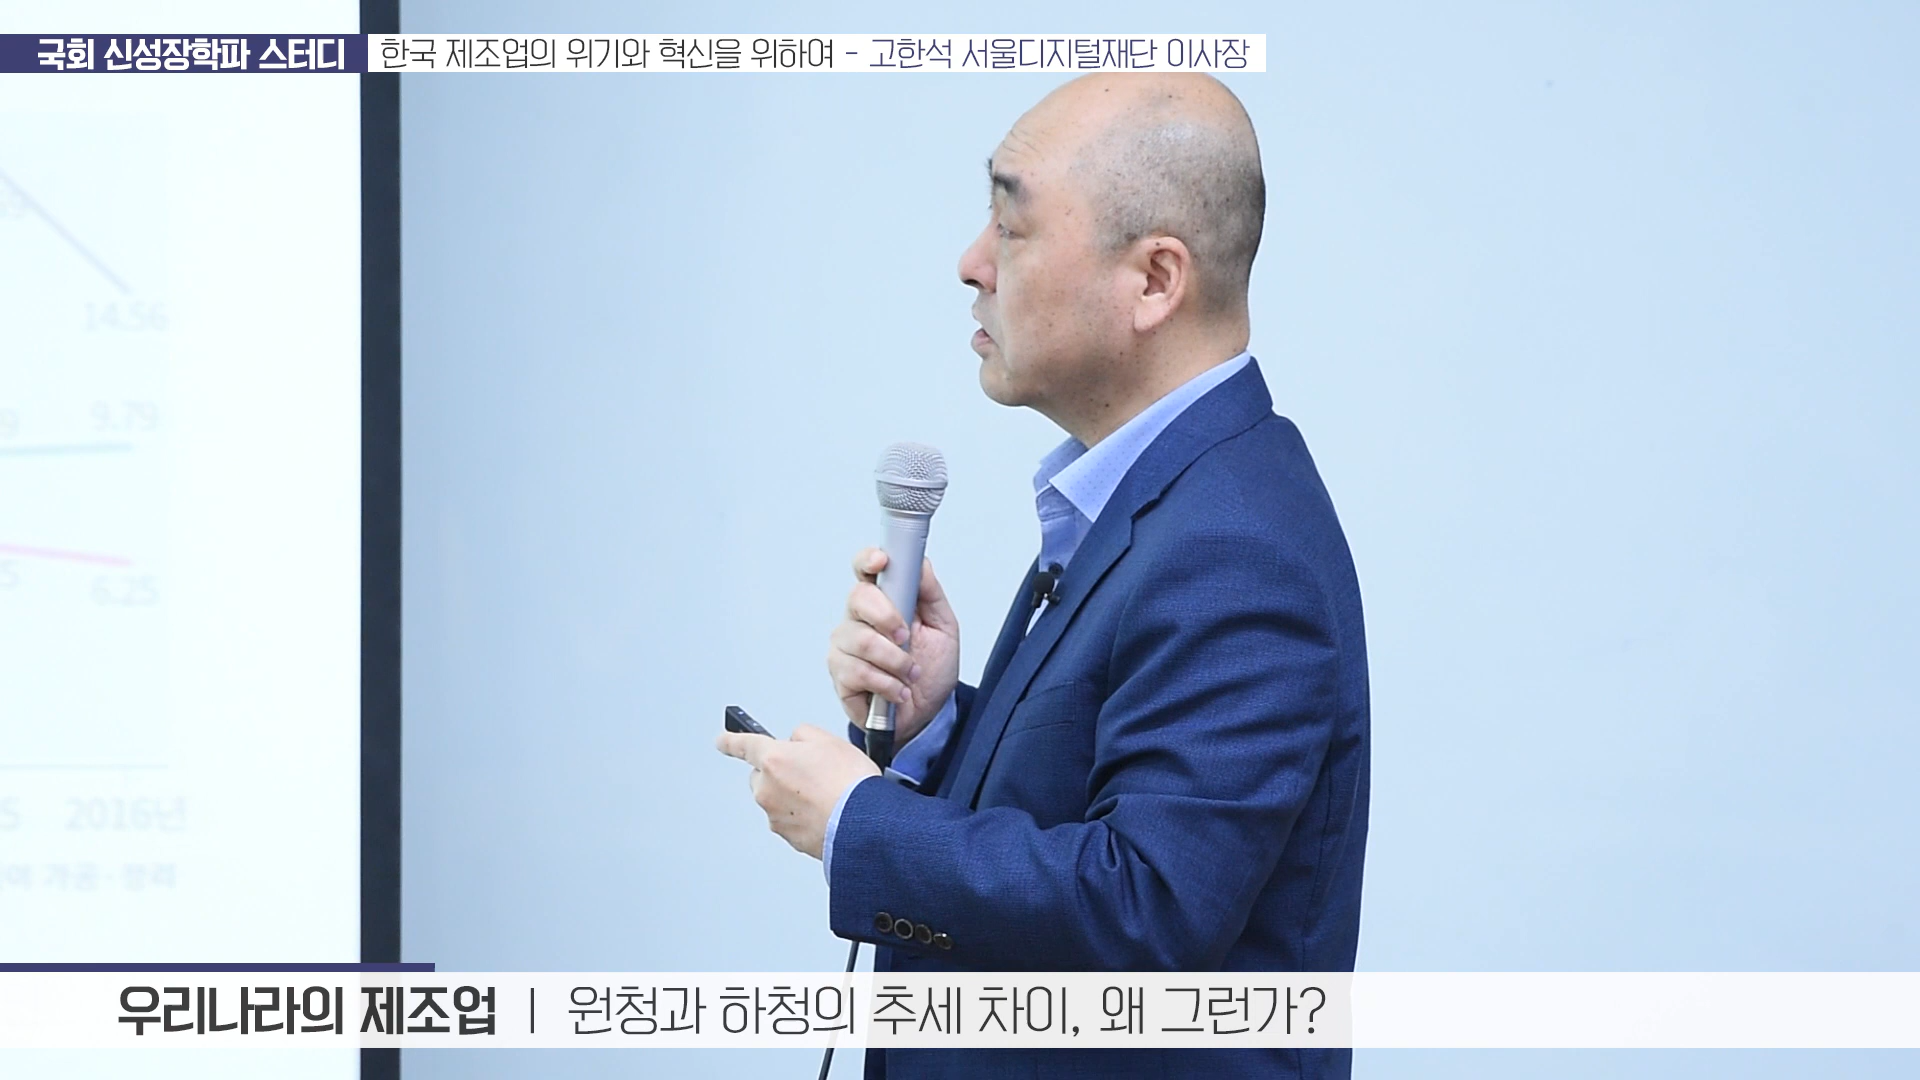 국회 신성장학파 스터디
한국 제조업의 위기와 혁신을 위하여 - 고한석 서울디지털재단 이사장
14.56
9.79
6.25
2016년
우리나라의 제조업 | 원청과 하청의 추세 차이, 왜 그런가?